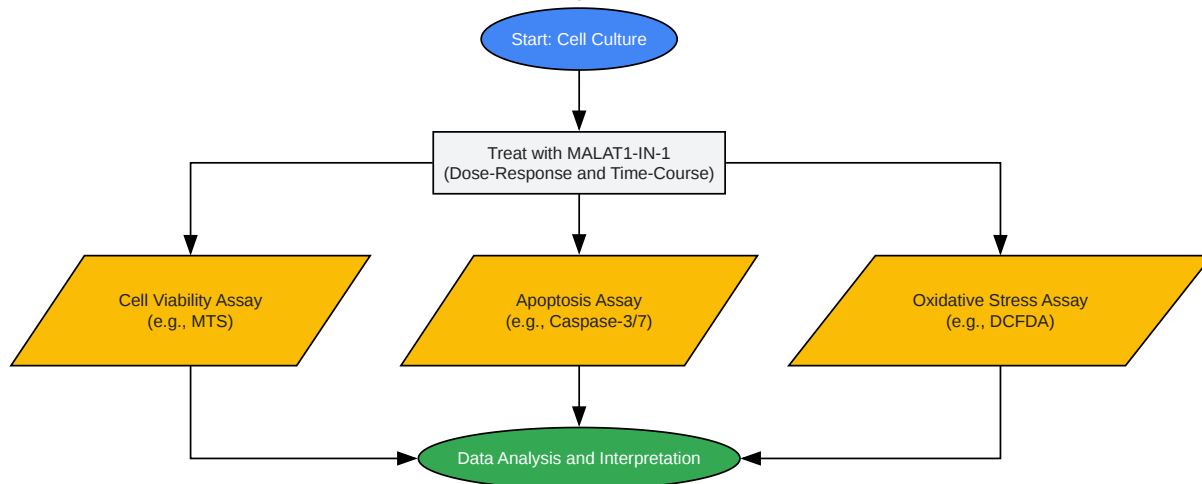 Start: Cell Culture
Treat with MALAT1-IN-1
(Dose-Response and Time-Course)
Cell Viability Assay
(e.g., MTS)
Apoptosis Assay
(e.g., Caspase-3/7)
Oxidative Stress Assay
(e.g., DCFDA)
Data Analysis and Interpretation